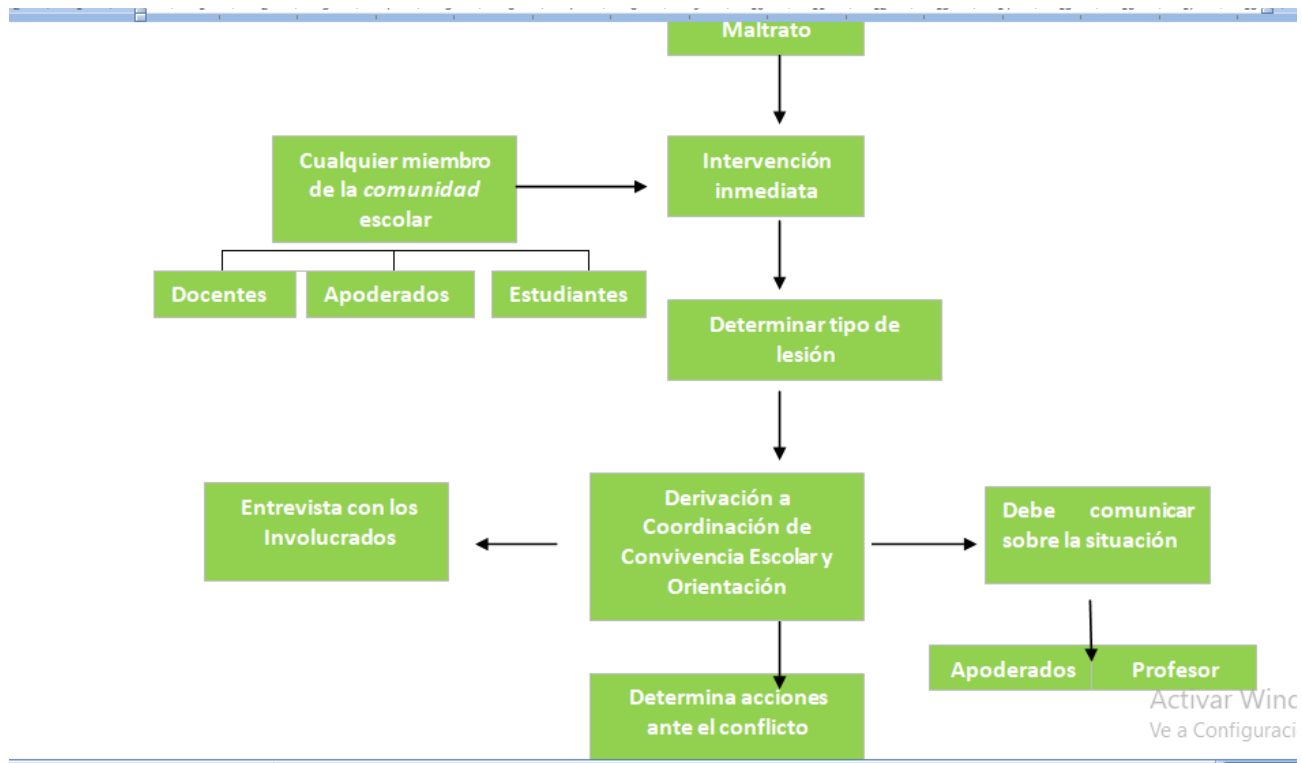 Maltrato
Cualquier miembro
de la comunidad
escolar
Intervención
inmediata
Docentes
Apoderados
Estudiantes
Determinar tipo de
lesión
Entrevista con los
Involucrados
Derivación a
Coordinación de
Convivencia Escolar y
Orientación
Debe comunicar
sobre la situación
Apoderados
Profesor
Determina acciones
ante el conflicto
Activar Wind
Ve a Configuraci